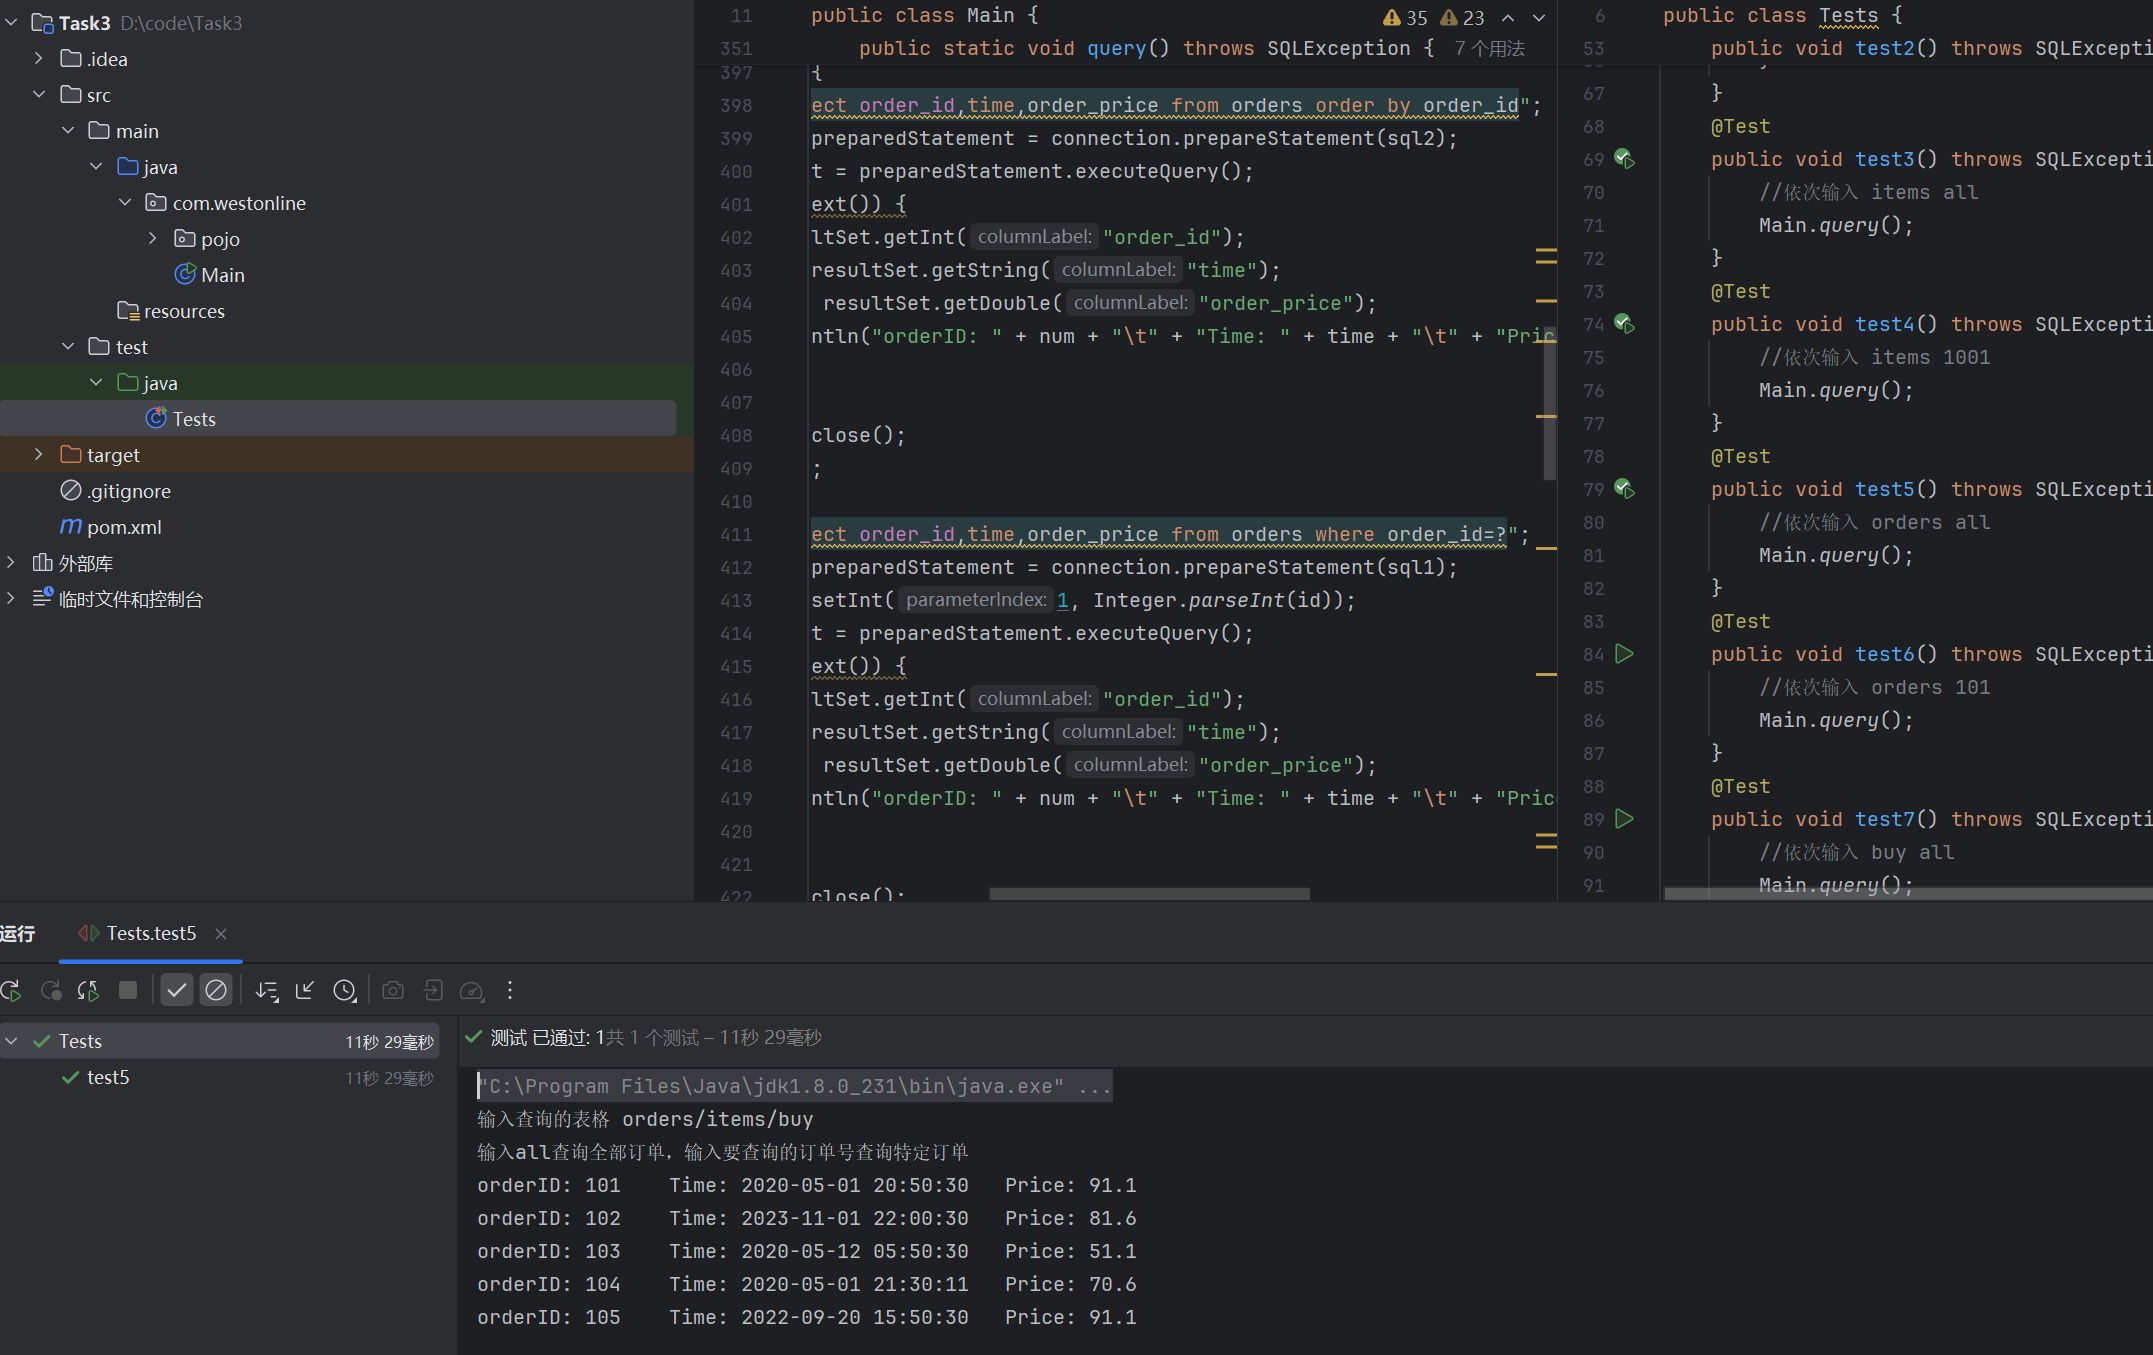 Task3 D:\code\Task3
.idea
src
main
java
com.westonline
pojo
Main
resources
test
java
Tests
target
.gitignore
pom.xml
外部库
临时文件和控制台
11 public class Main {
35 23
351 public static void query() throws SQLException { 7 个用法
397 {
398 ect order_id,time,order_price from orders order by order_id";
399 preparedStatement = connection.prepareStatement(sql2);
400 t = preparedStatement.executeQuery();
401 ext()) {
402 ltSet.getInt( columnLabel: "order_id");
403 resultSet.getString( columnLabel: "time");
404 resultSet.getDouble( columnLabel: "order_price");
405 ntln("orderID: " + num + "\t" + "Time: " + time + "\t" + "Pric
406
407
408 close();
409 ;
410
411 ect order_id,time,order_price from orders where order_id=?";
412 preparedStatement = connection.prepareStatement(sql1);
413 setInt( parameterIndex: 1, Integer.parseInt(id));
414 t = preparedStatement.executeQuery();
415 ext()) {
416 ltSet.getInt( columnLabel: "order_id");
417 resultSet.getString( columnLabel: "time");
418 resultSet.getDouble( columnLabel: "order_price");
419 ntln("orderID: " + num + "\t" + "Time: " + time + "\t" + "Pric
420
421
422 close();
6 public class Tests {
53 public void test2() throws SQLExcepti
67 }
68 @Test
69 public void test3() throws SQLExcepti
70 //依次输入 items all
71 Main.query();
72 }
73 @Test
74 public void test4() throws SQLExcepti
75 //依次输入 items 1001
76 Main.query();
77 }
78 @Test
79 public void test5() throws SQLExcepti
80 //依次输入 orders all
81 Main.query();
82 }
83 @Test
84 public void test6() throws SQLExcepti
85 //依次输入 orders 101
86 Main.query();
87 }
88 @Test
89 public void test7() throws SQLExcepti
90 //依次输入 buy all
91 Main.query();
运行 Tests.test5
Tests 11秒 29毫秒
test5 11秒 29毫秒
测试 已通过: 1共 1 个测试 – 11秒 29毫秒
"C:\Program Files\Java\jdk1.8.0_231\bin\java.exe" ...
输入查询的表格 orders/items/buy
输入all查询全部订单，输入要查询的订单号查询特定订单
orderID: 101 Time: 2020-05-01 20:50:30 Price: 91.1
orderID: 102 Time: 2023-11-01 22:00:30 Price: 81.6
orderID: 103 Time: 2020-05-12 05:50:30 Price: 51.1
orderID: 104 Time: 2020-05-01 21:30:11 Price: 70.6
orderID: 105 Time: 2022-09-20 15:50:30 Price: 91.1